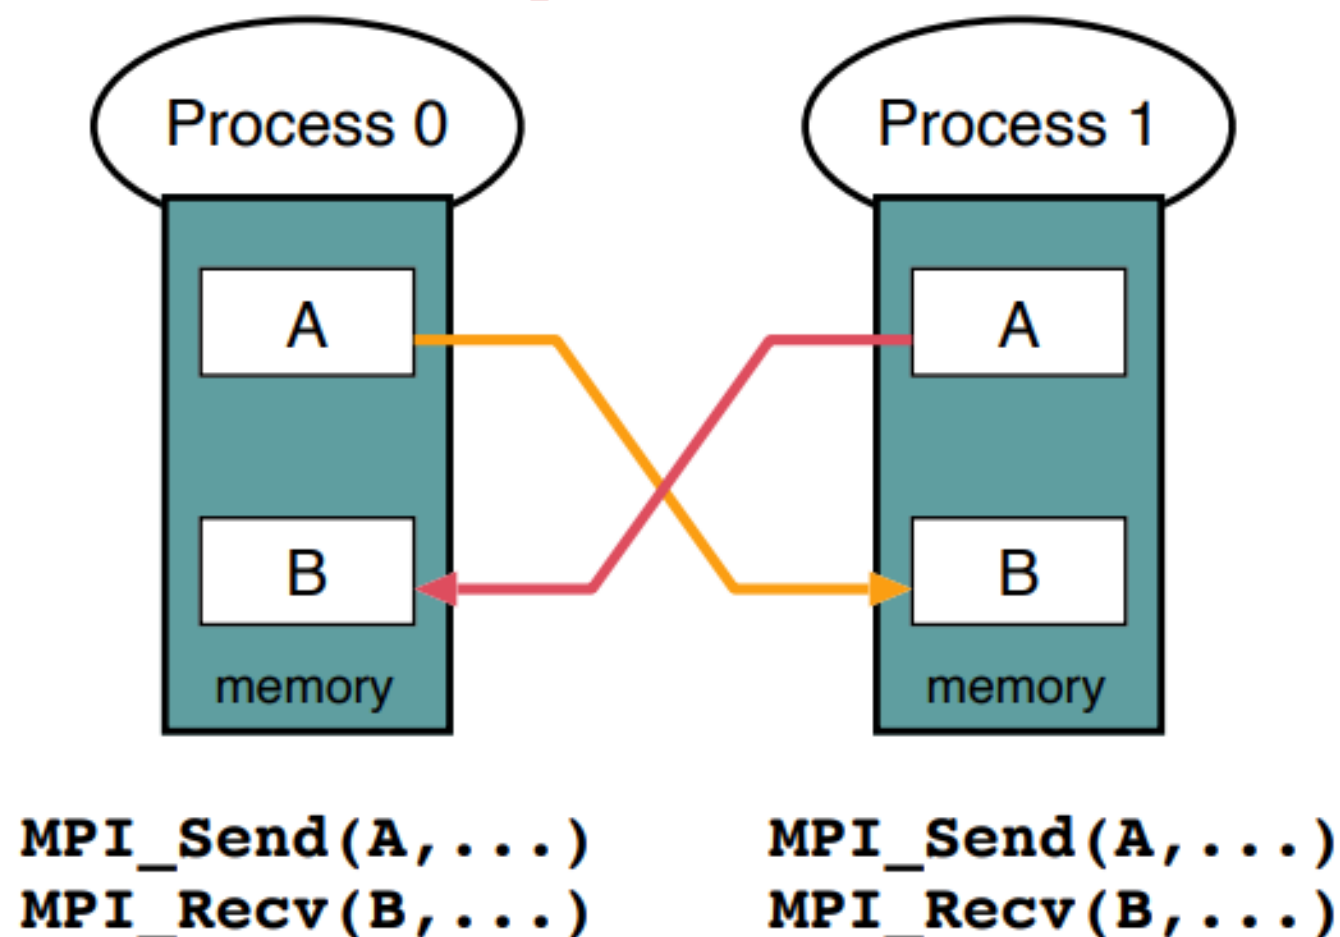 Process 0 Process 1
A A
B B
memory memory
MPI_Send(A,...) MPI_Send(A,...)
MPI_Recv(B,...) MPI_Recv(B,...)